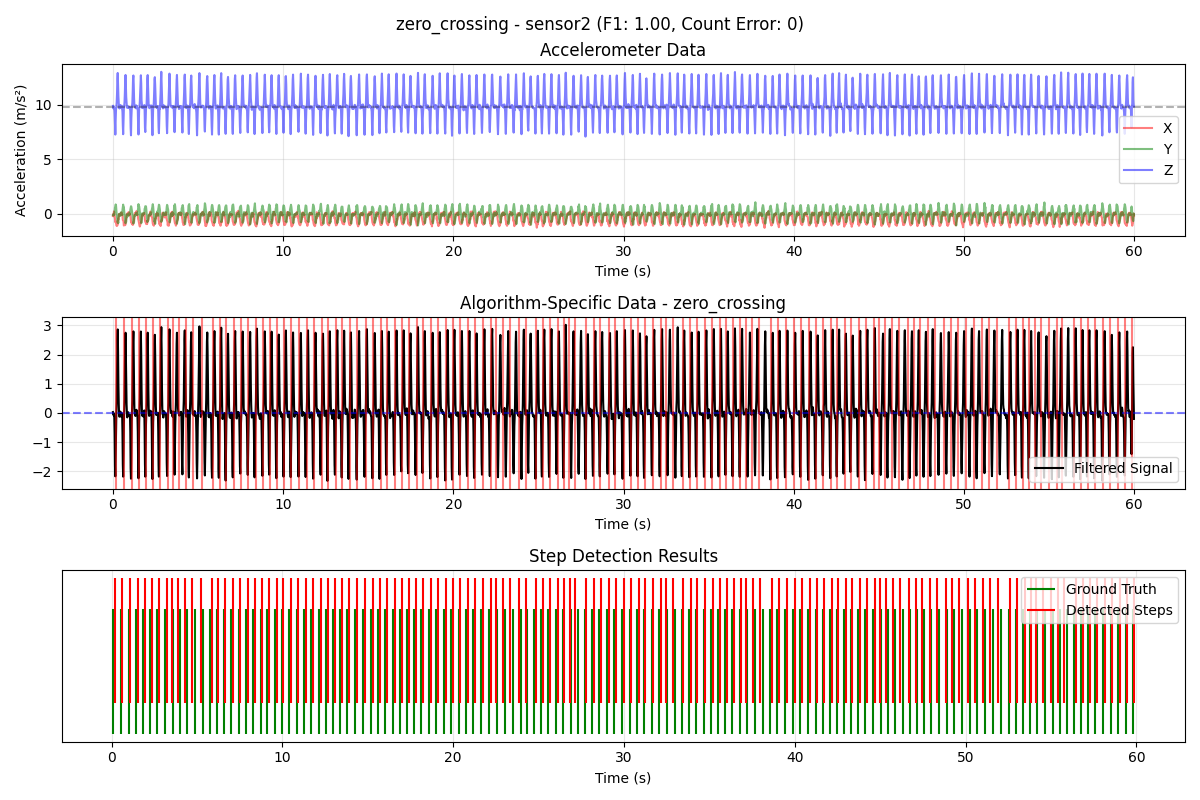 zero_crossing - sensor2 (F1: 1.00, Count Error: 0)
Accelerometer Data
Acceleration (m/s²)
10
5
0
X
Y
Z
0 10 20 30 40 50 60
Time (s)
Algorithm-Specific Data - zero_crossing
3
2
1
0
−1
−2
Filtered Signal
0 10 20 30 40 50 60
Time (s)
Step Detection Results
Ground Truth
Detected Steps
0 10 20 30 40 50 60
Time (s)